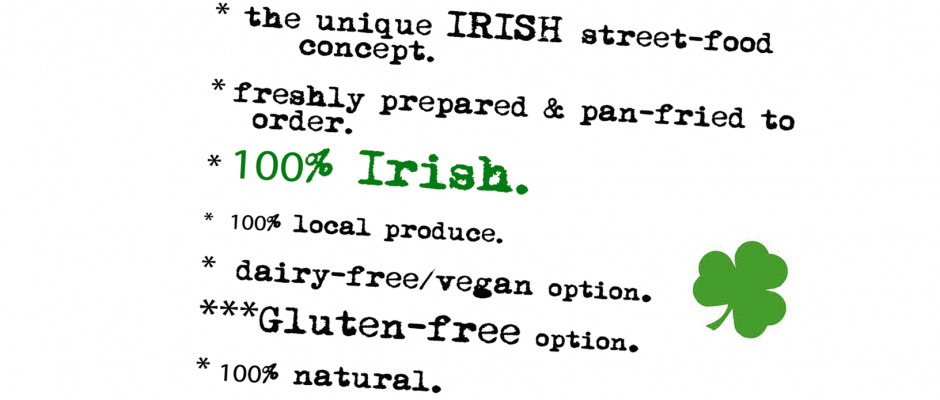 * the unique IRISH street-food
concept.
* freshly prepared & pan-fried to
order.
* 100% Irish.
* 100% local produce.
* dairy-free/vegan option.
***Gluten-free option.
* 100% natural.